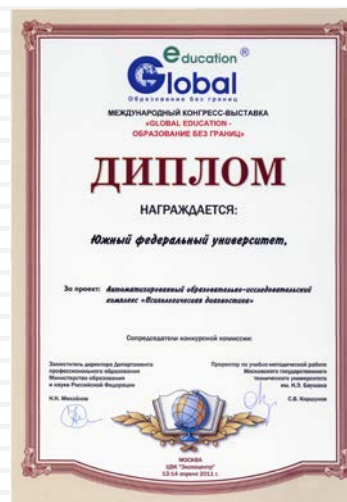 education ®
Global
Образование без границ
МЕЖДУНАРОДНЫЙ КОНГРЕСС-ВЫСТАВКА
«GLOBAL EDUCATION -
ОБРАЗОВАНИЕ БЕЗ ГРАНИЦ»
ДИПЛОМ
НАГРАЖДАЕТСЯ:
Южный федеральный университет,
За проект: Автоматизированный образовательно-исследовательский
комплекс «Психологическая диагностика»
Сопредседатели конкурсной комиссии:
Заместитель директора Департамента
профессионального образования
Министерства образования
и науки Российской Федерации
Н.К. Михайлов
Проректор по учебно-методической работе
Московского государственного
технического университета
им. Н.Э. Баумана
С.В. Коршунов
МОСКВА
ЦВК "Экспоцентр"
12-14 апреля 2011 г.